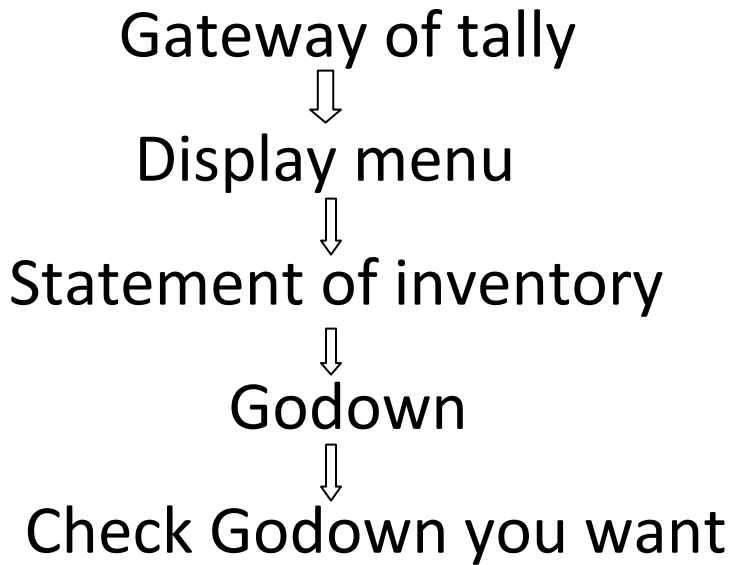 Gateway of tally
Display menu
Statement of inventory
Godown
Check Godown you want